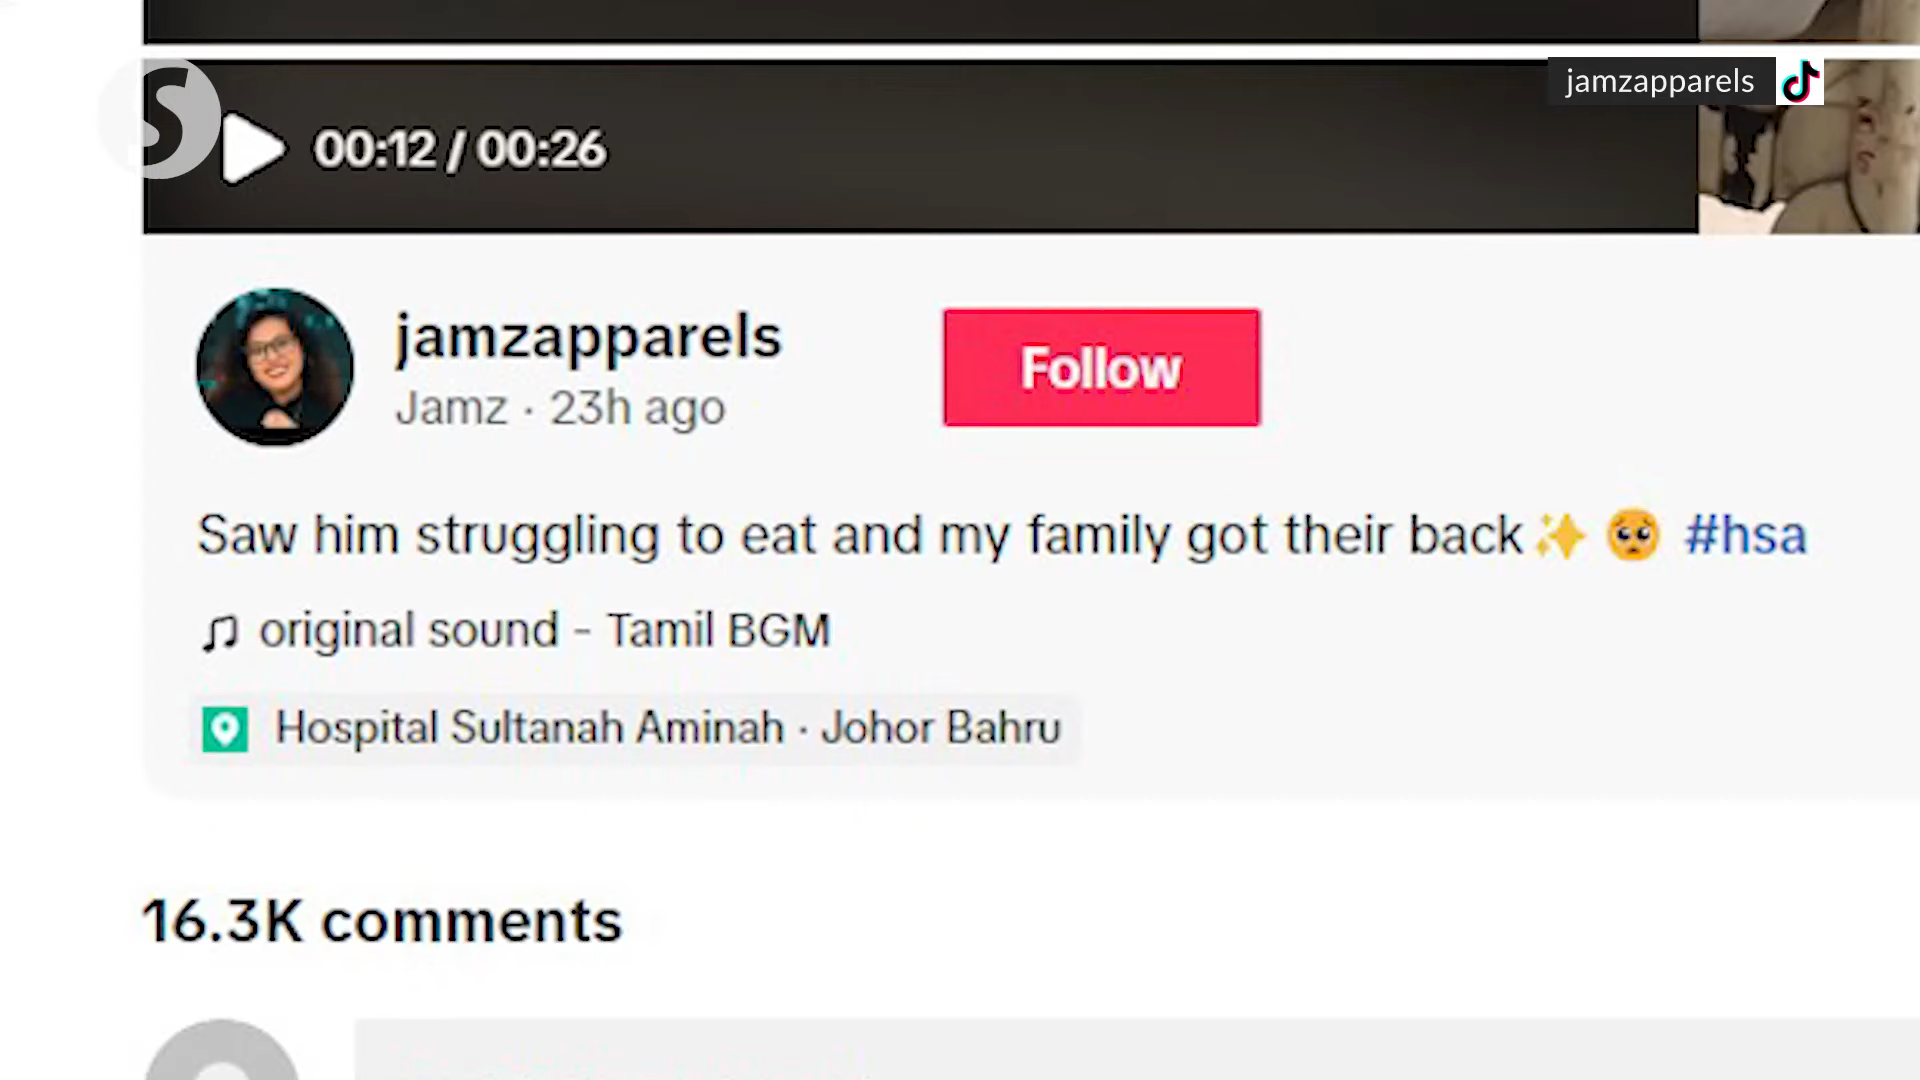 jamzapparels
S
00:12 / 00:26
jamzapparels
Follow
Jamz · 23h ago
Saw him struggling to eat and my family got their back✨ 🥺 #hsa
original sound - Tamil BGM
Hospital Sultanah Aminah · Johor Bahru
16.3K comments